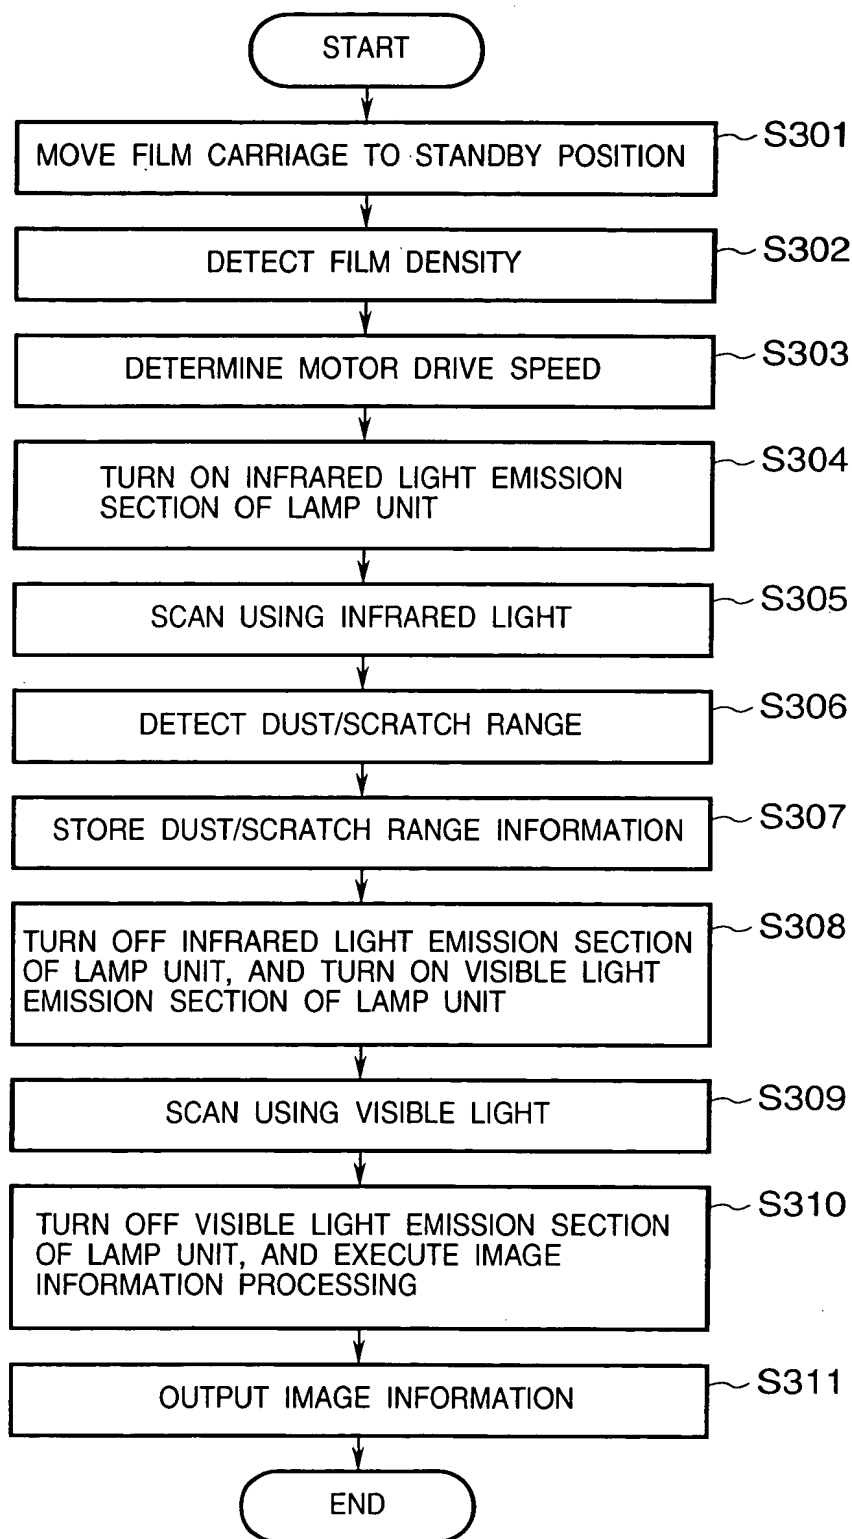 START
MOVE FILM CARRIAGE TO STANDBY POSITION
S301
DETECT FILM DENSITY
S302
DETERMINE MOTOR DRIVE SPEED
S303
TURN ON INFRARED LIGHT EMISSION
SECTION OF LAMP UNIT
S304
SCAN USING INFRARED LIGHT
S305
DETECT DUST/SCRATCH RANGE
S306
STORE DUST/SCRATCH RANGE INFORMATION
S307
TURN OFF INFRARED LIGHT EMISSION SECTION
OF LAMP UNIT, AND TURN ON VISIBLE LIGHT
EMISSION SECTION OF LAMP UNIT
S308
SCAN USING VISIBLE LIGHT
S309
TURN OFF VISIBLE LIGHT EMISSION SECTION
OF LAMP UNIT, AND EXECUTE IMAGE
INFORMATION PROCESSING
S310
OUTPUT IMAGE INFORMATION
S311
END